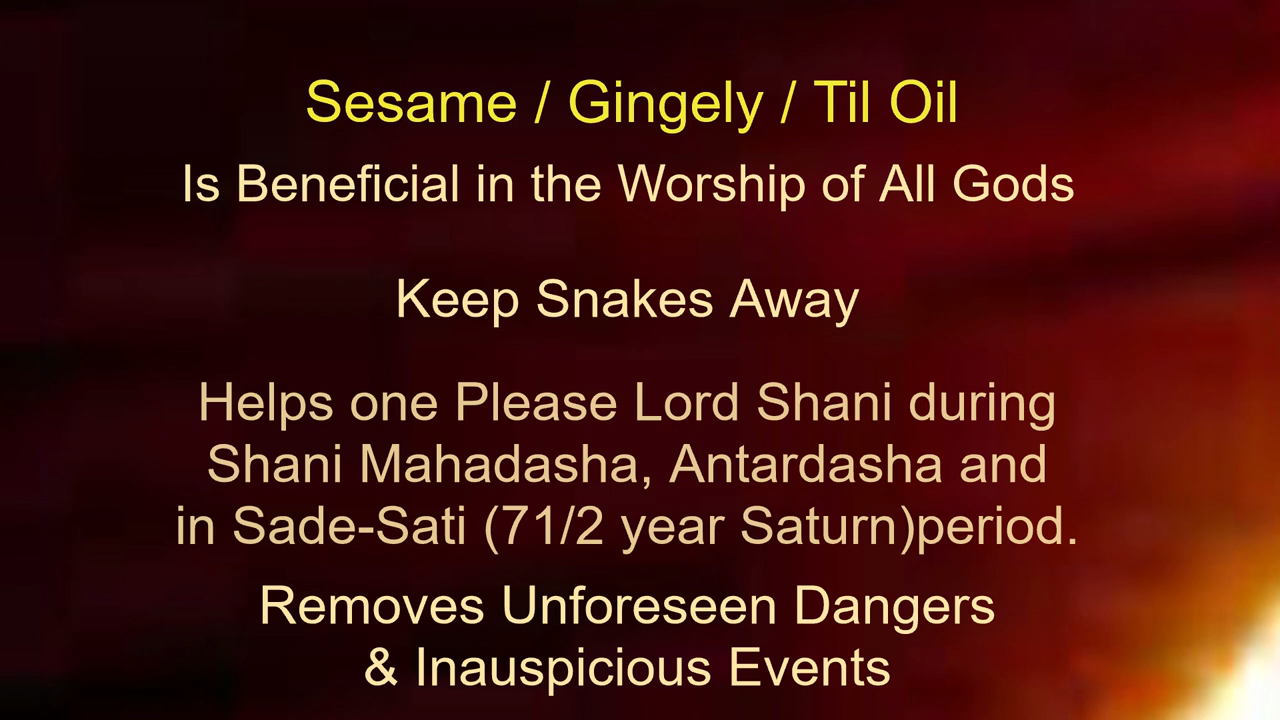 Sesame / Gingely / Til Oil
Is Beneficial in the Worship of All Gods
Keep Snakes Away
Helps one Please Lord Shani during
Shani Mahadasha, Antardasha and
in Sade-Sati (71/2 year Saturn)period.
Removes Unforeseen Dangers
& Inauspicious Events